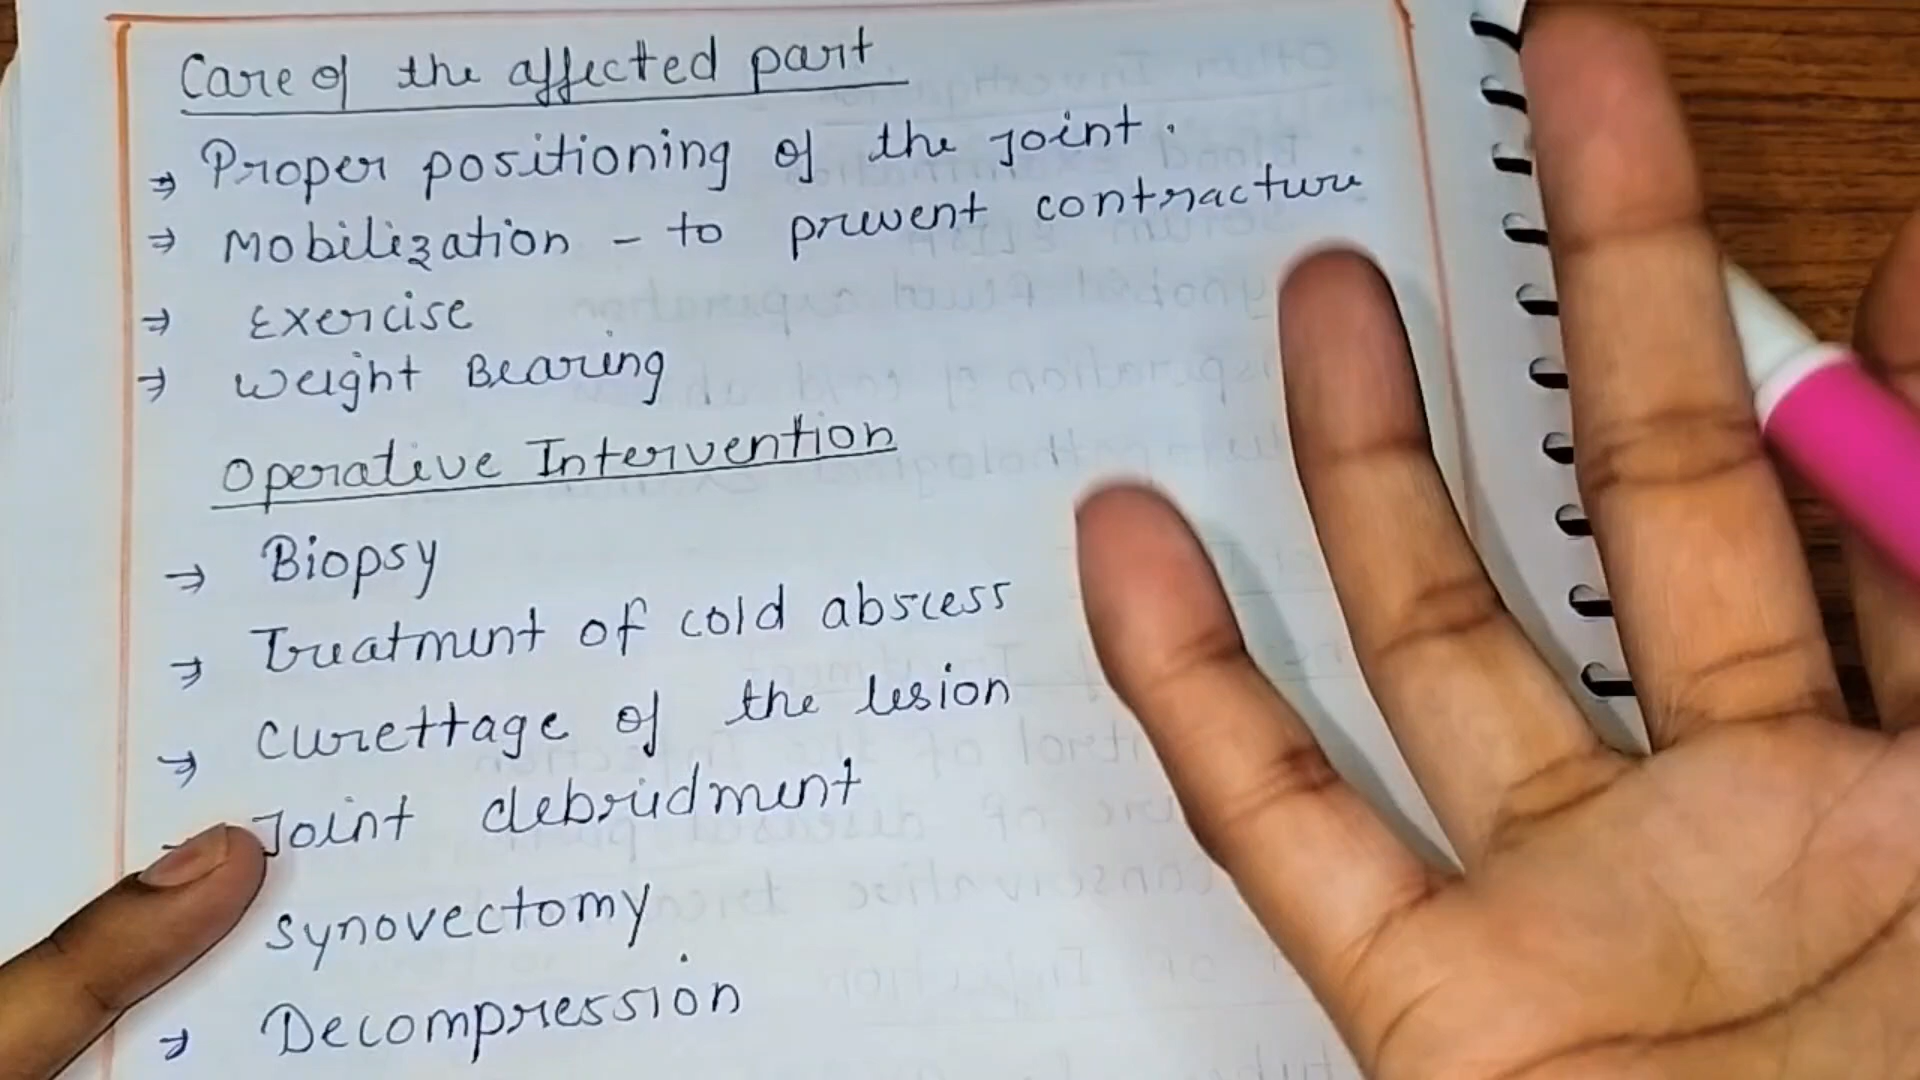 Care of the affected part
⇒ Proper positioning of the joint.
⇒ Mobilization - to prevent contracture
⇒ Exercise
⇒ Weight Bearing
Operative Intervention
→ Biopsy
⇒ Treatment of cold abscess
⇒ Curettage of the lesion
Joint debridment
synovectomy
⇒ Decompression